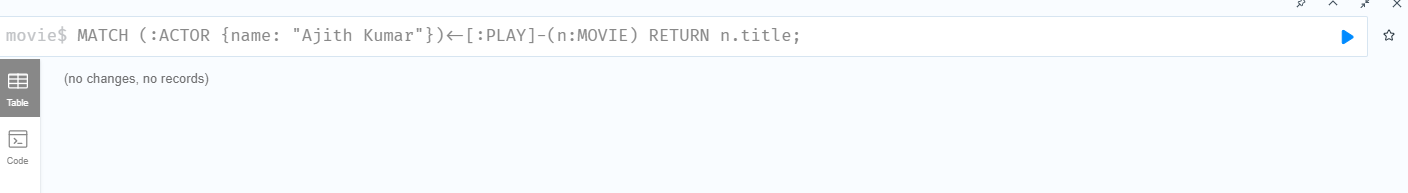 movie$ MATCH (:ACTOR {name: "Ajith Kumar"})<-[:PLAY]-(n:MOVIE) RETURN n.title;
(no changes, no records)
Table
Code